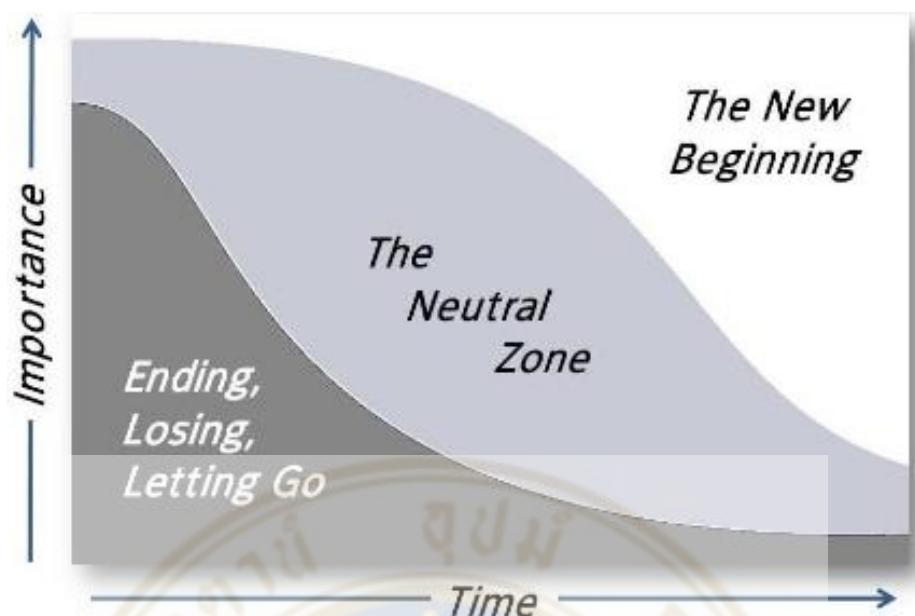 Importance
The New
Beginning
The
Neutral
Zone
Ending,
Losing,
Letting Go
Time